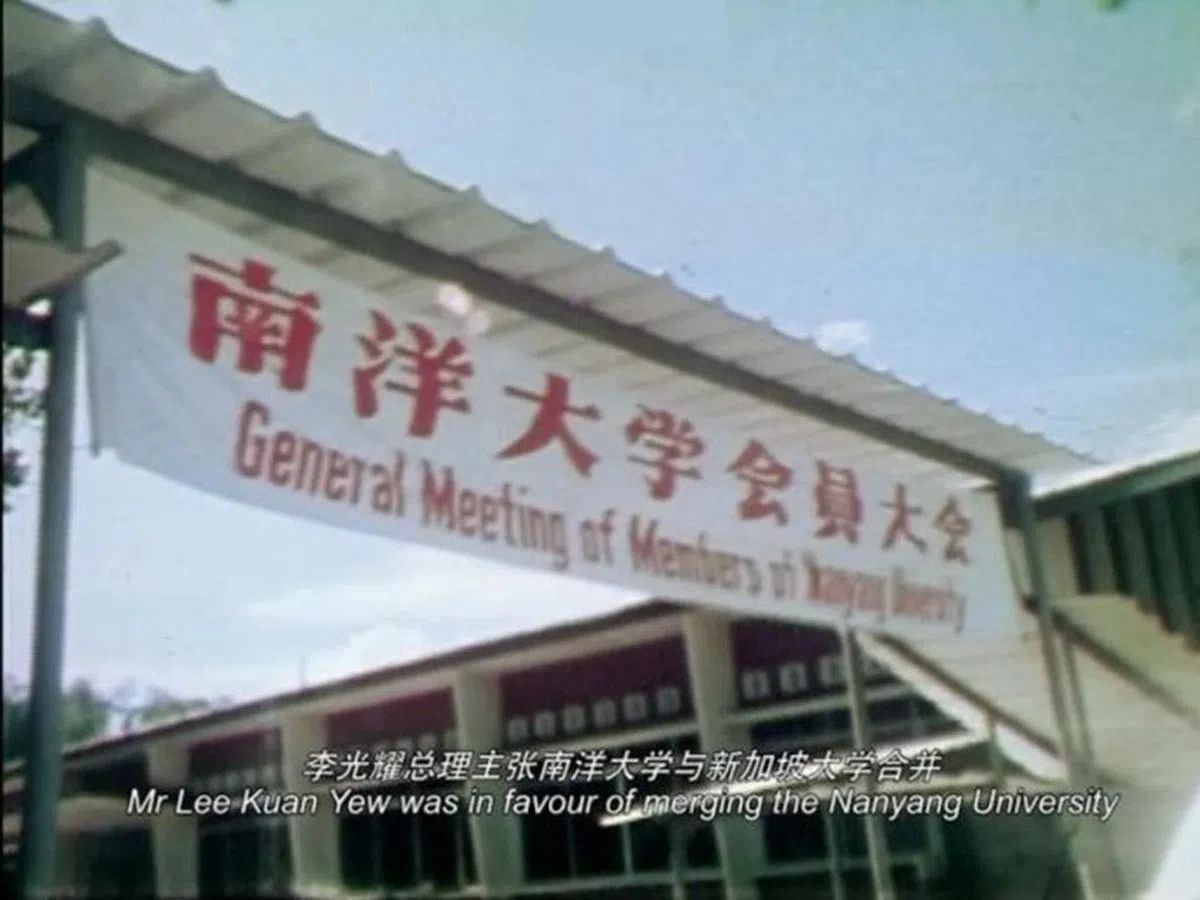 南洋大学会員大会
General Meeting of Members of Nanyang University
李光耀总理主张南洋大学与新加坡大学合并
Mr Lee Kuan Yew was in favour of merging the Nanyang University